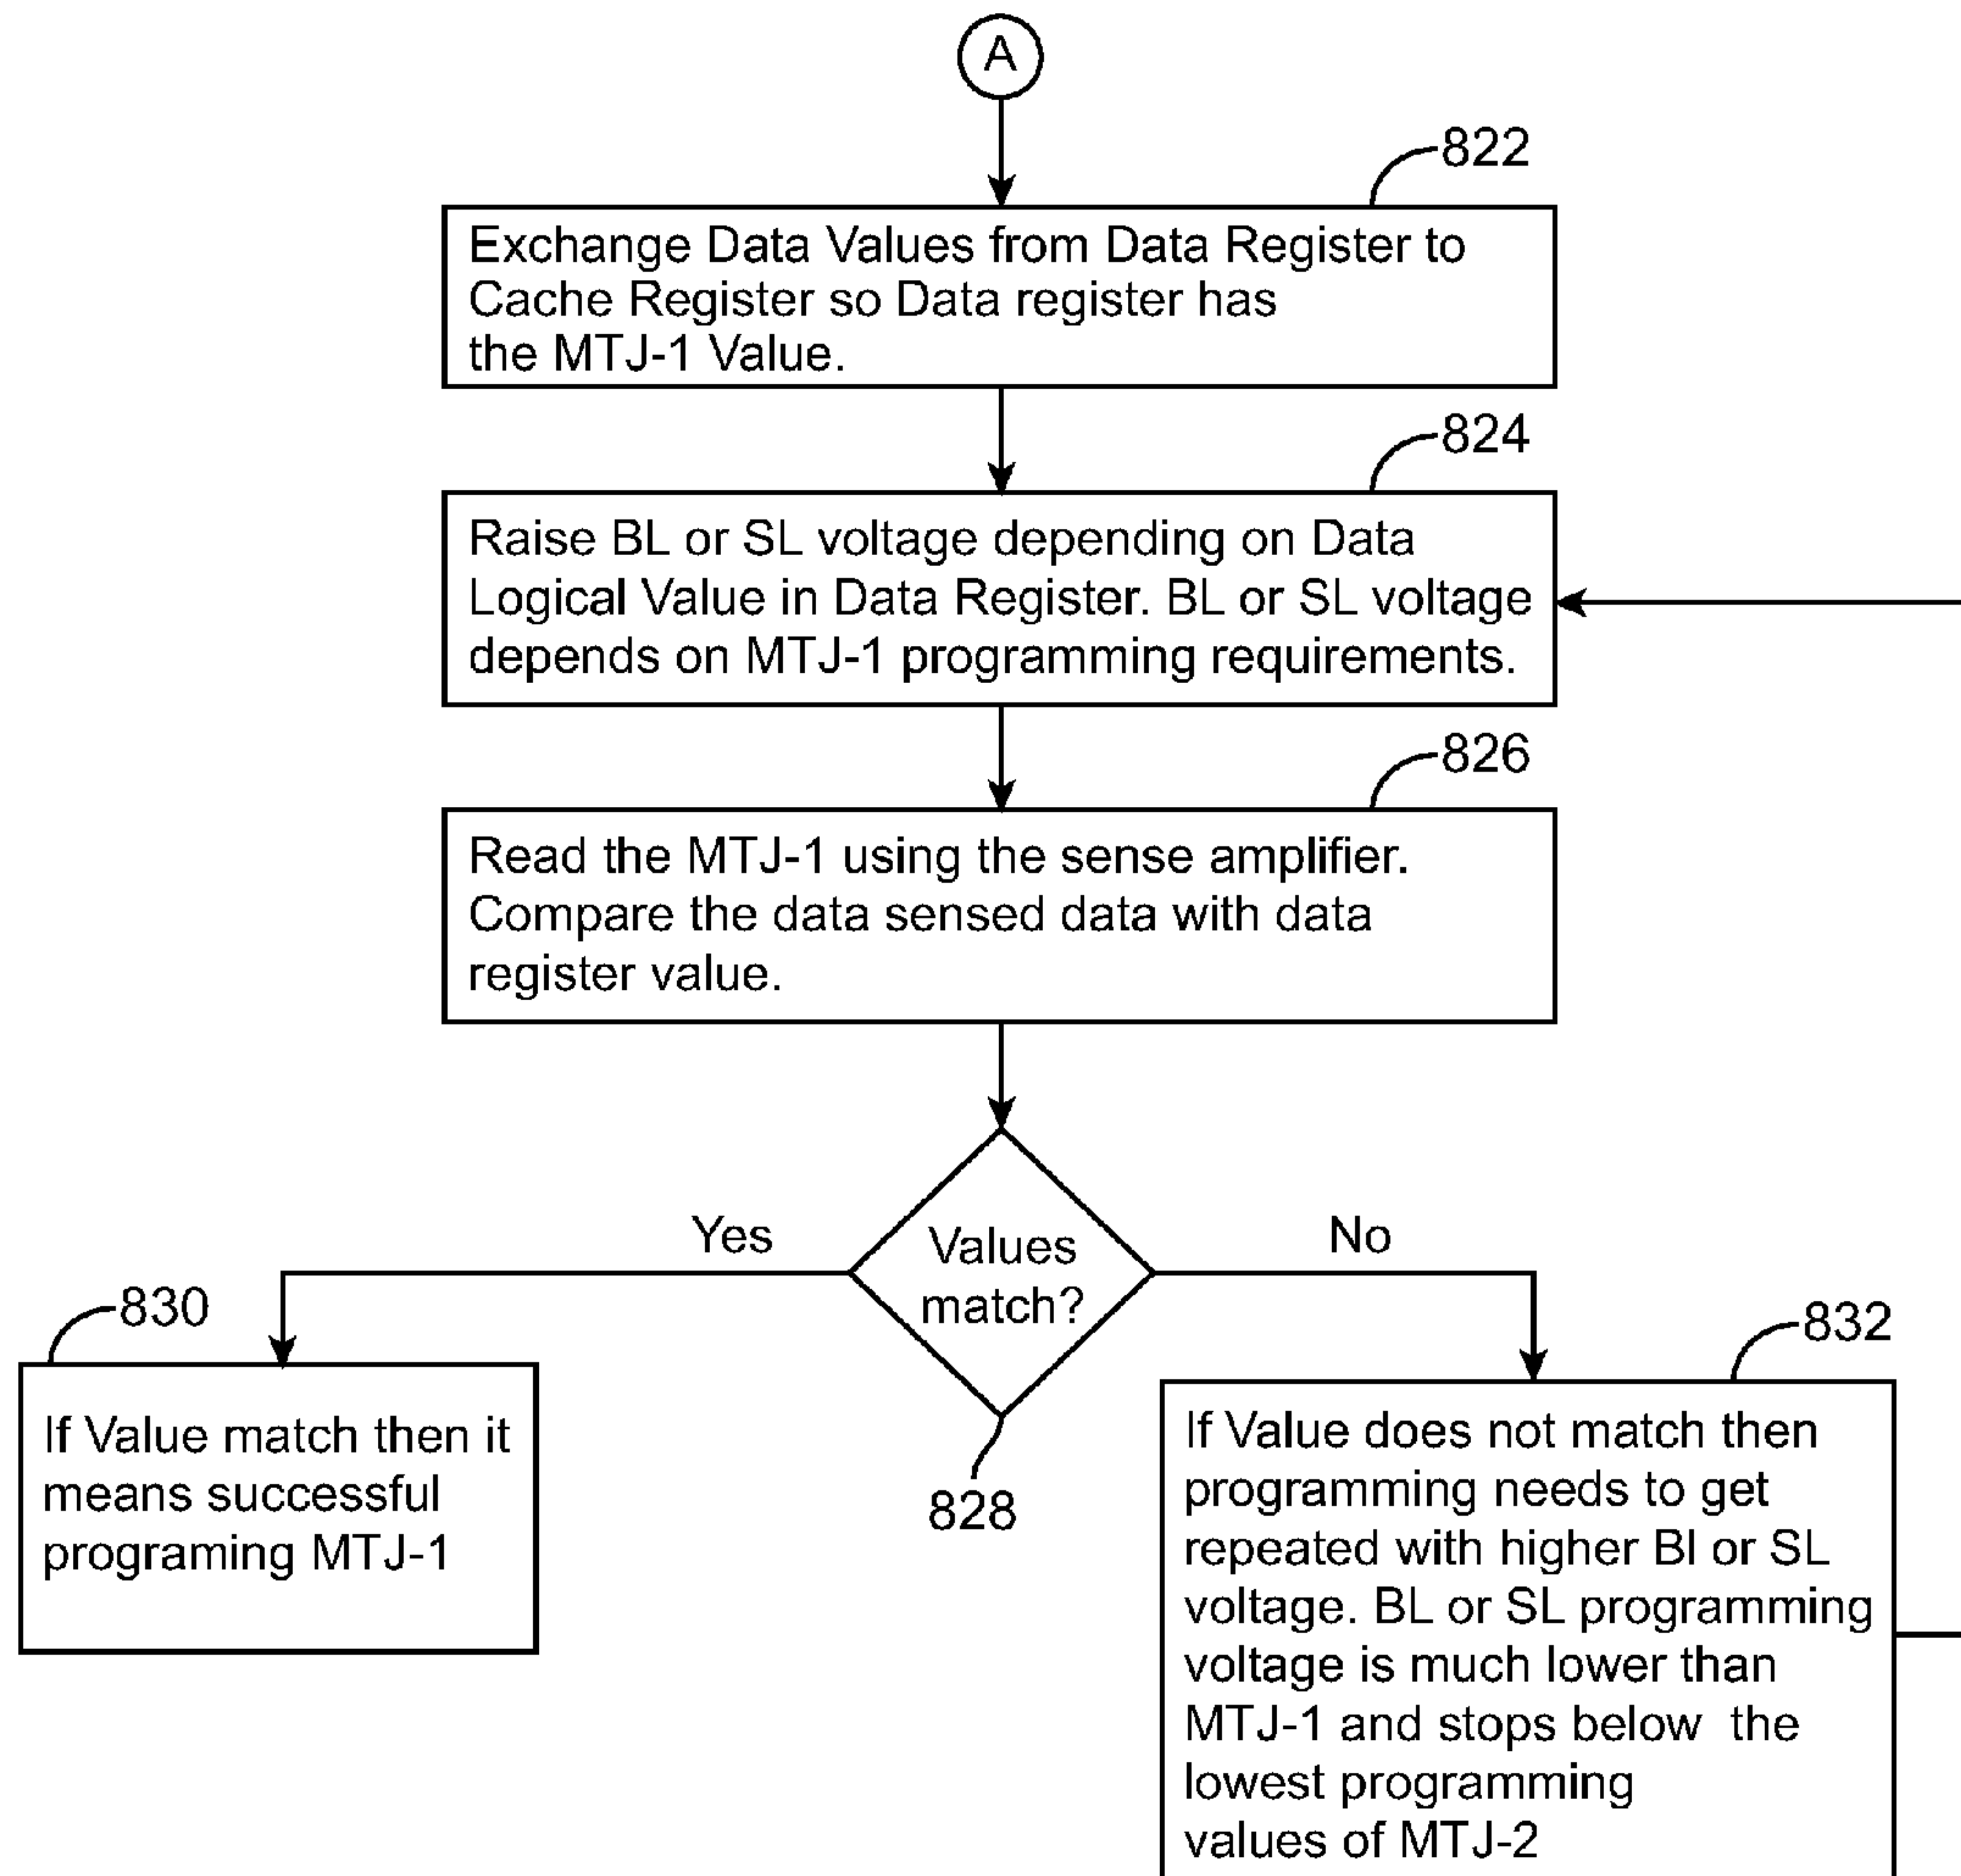 A
822
Exchange Data Values from Data Register to
Cache Register so Data register has
the MTJ-1 Value.
824
Raise BL or SL voltage depending on Data
Logical Value in Data Register. BL or SL voltage
depends on MTJ-1 programming requirements.
826
Read the MTJ-1 using the sense amplifier.
Compare the data sensed data with data
register value.
Yes
Values
match?
No
830
If Value match then it
means successful
programing MTJ-1
828
832
If Value does not match then
programming needs to get
repeated with higher Bl or SL
voltage. BL or SL programming
voltage is much lower than
MTJ-1 and stops below the
lowest programming
values of MTJ-2